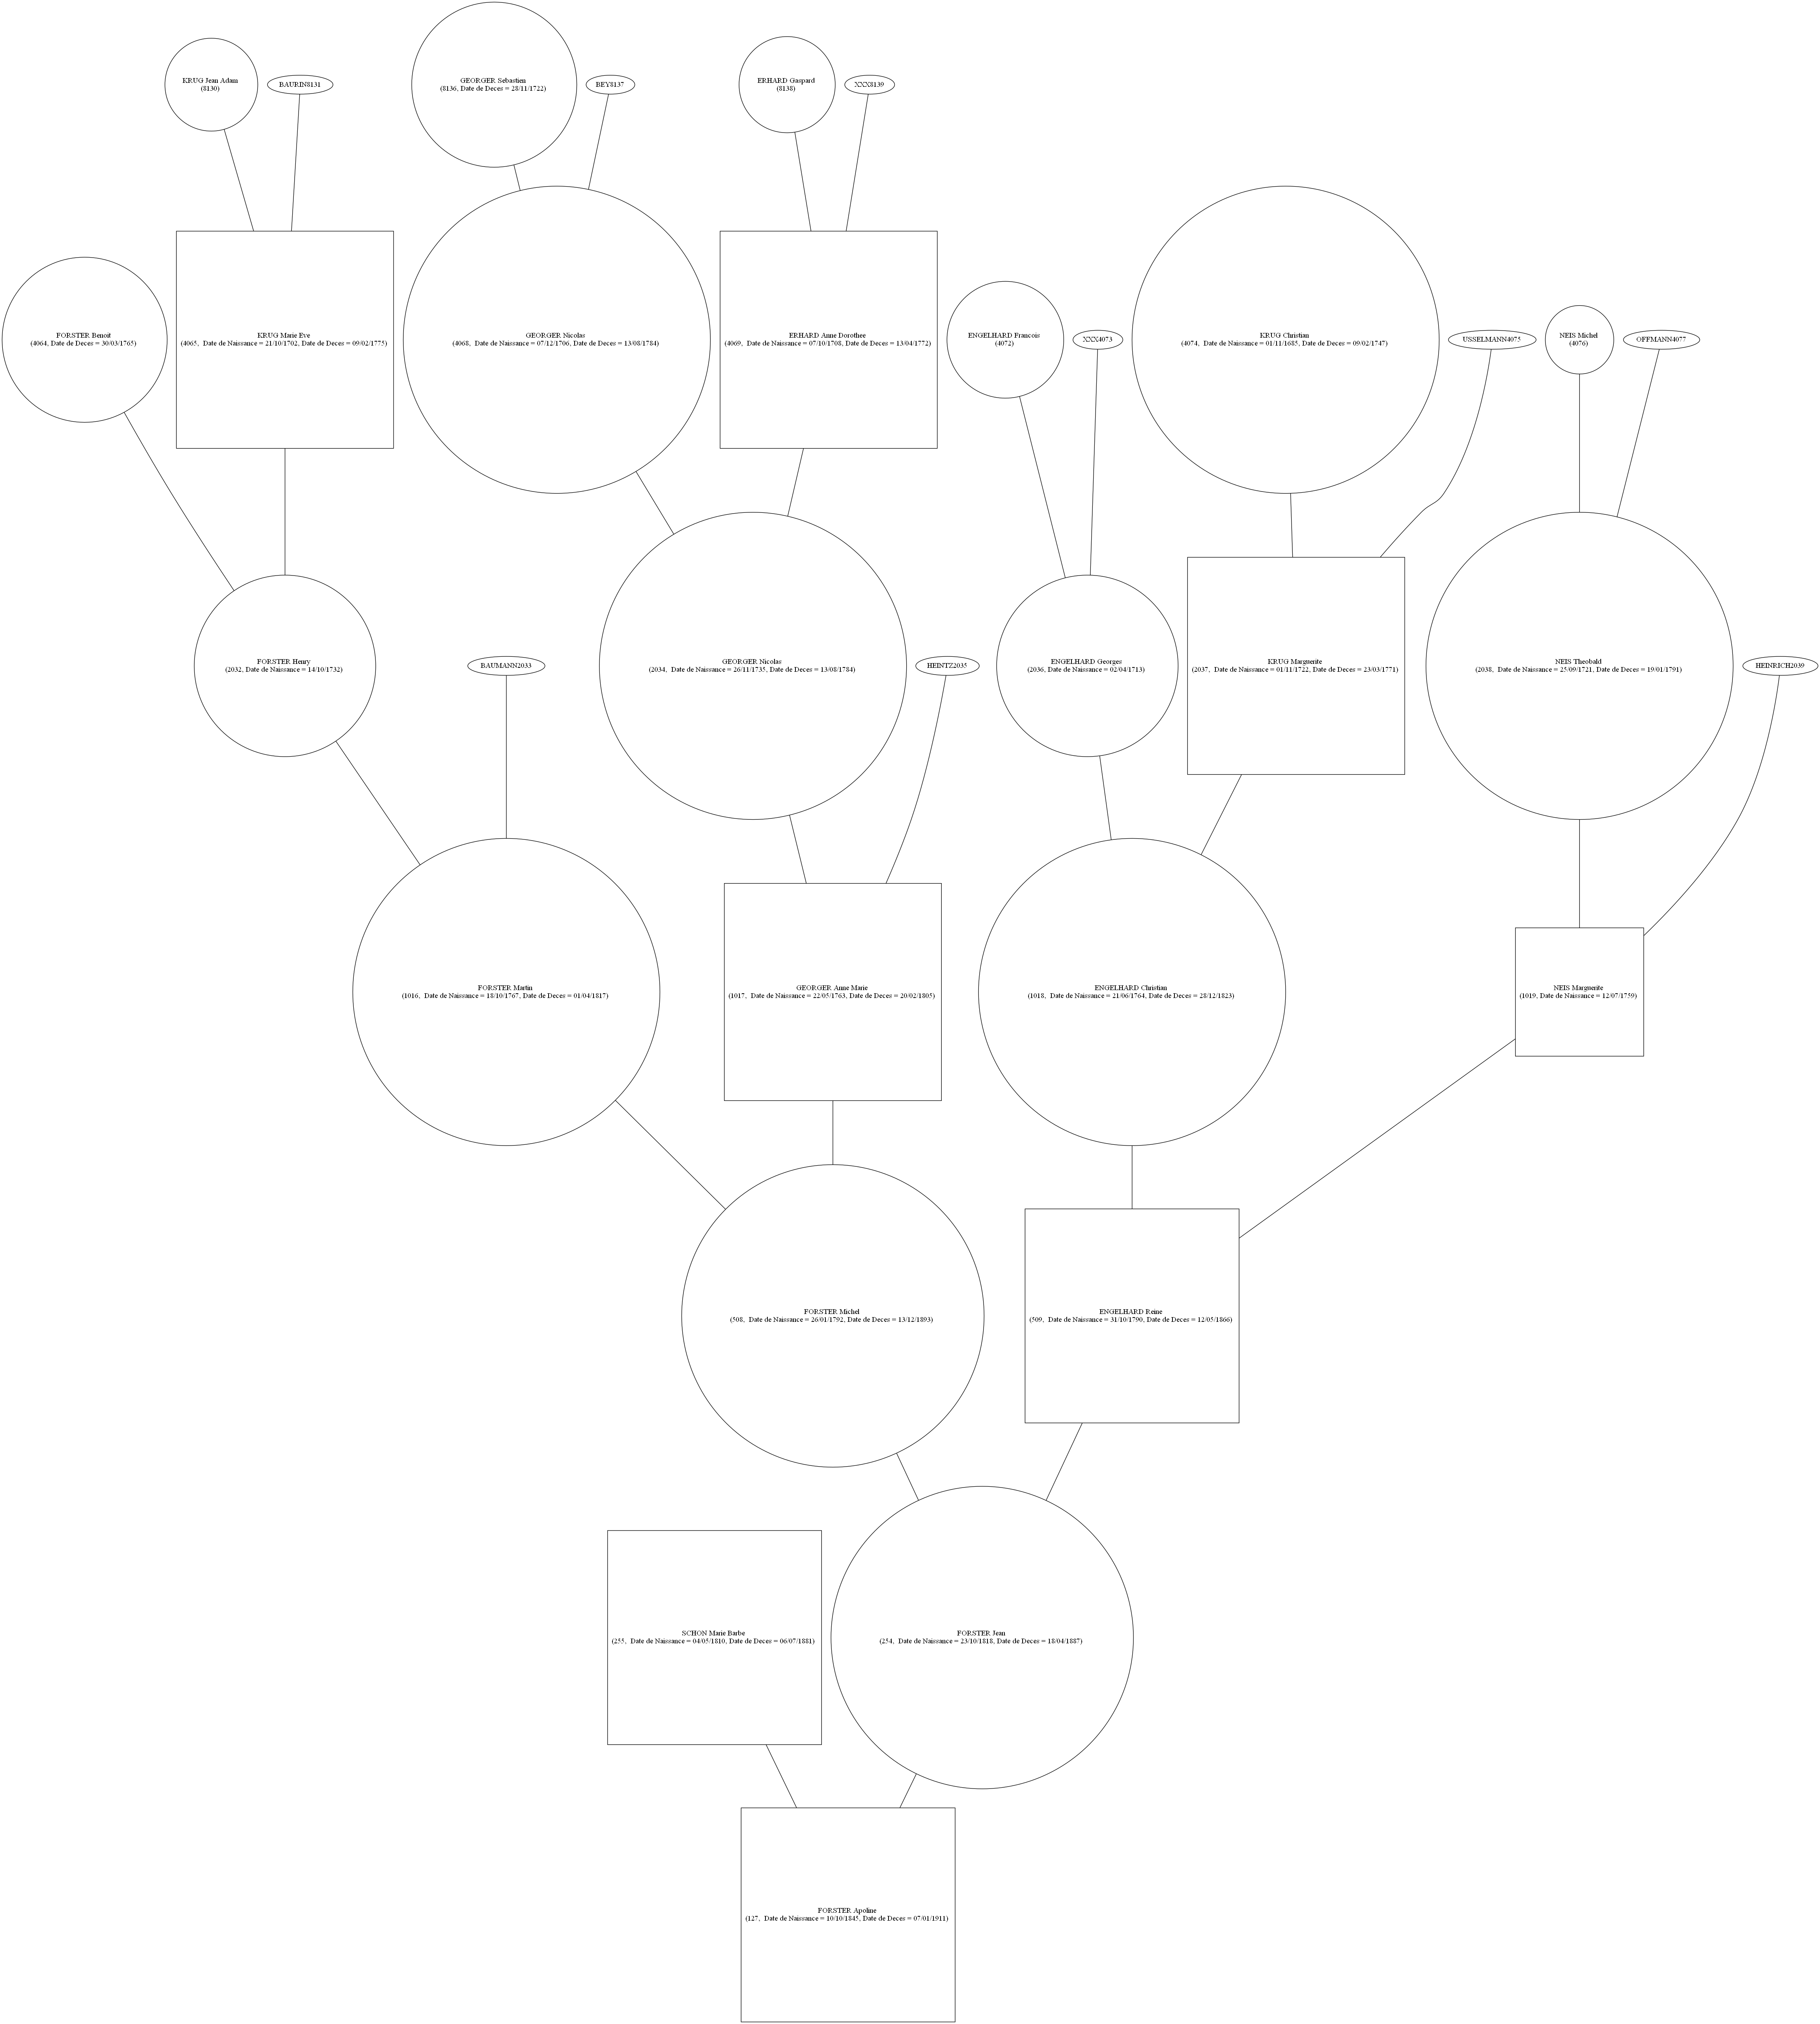 KRUG Jean Adam
(8130)
BAURIN8131
GEORGER Sebastien
(8136, Date de Deces = 28/11/1722)
BEY8137
ERHARD Gaspard
(8138)
XXX8139
FORSTER Benoit
(4064, Date de Deces = 30/03/1765)
KRUG Marie Eve
(4065,  Date de Naissance = 21/10/1702, Date de Deces = 09/02/1775)
GEORGER Nicolas
(4068,  Date de Naissance = 07/12/1706, Date de Deces = 13/08/1784)
ERHARD Anne Dorothee
(4069,  Date de Naissance = 07/10/1708, Date de Deces = 13/04/1772)
ENGELHARD Francois
(4072)
XXX4073
KRUG Christian
(4074,  Date de Naissance = 01/11/1685, Date de Deces = 09/02/1747)
USSELMANN4075
NEIS Michel
(4076)
OFFMANN4077
FORSTER Henry
(2032, Date de Naissance = 14/10/1732)
BAUMANN2033
GEORGER Nicolas
(2034,  Date de Naissance = 26/11/1735, Date de Deces = 13/08/1784)
HEINTZ2035
ENGELHARD Georges
(2036, Date de Naissance = 02/04/1713)
KRUG Marguerite
(2037,  Date de Naissance = 01/11/1722, Date de Deces = 23/03/1771)
NEIS Theobald
(2038,  Date de Naissance = 25/09/1721, Date de Deces = 19/01/1791)
HEINRICH2039
FORSTER Martin
(1016,  Date de Naissance = 18/10/1767, Date de Deces = 01/04/1817)
GEORGER Anne Marie
(1017,  Date de Naissance = 22/05/1763, Date de Deces = 20/02/1805)
ENGELHARD Christian
(1018,  Date de Naissance = 21/06/1764, Date de Deces = 28/12/1823)
NEIS Marguerite
(1019, Date de Naissance = 12/07/1759)
FORSTER Michel
(508,  Date de Naissance = 26/01/1792, Date de Deces = 13/12/1893)
ENGELHARD Reine
(509,  Date de Naissance = 31/10/1790, Date de Deces = 12/05/1866)
SCHON Marie Barbe
(255,  Date de Naissance = 04/05/1810, Date de Deces = 06/07/1881)
FORSTER Jean
(254,  Date de Naissance = 23/10/1818, Date de Deces = 18/04/1887)
FORSTER Apoline
(127,  Date de Naissance = 10/10/1845, Date de Deces = 07/01/1911)